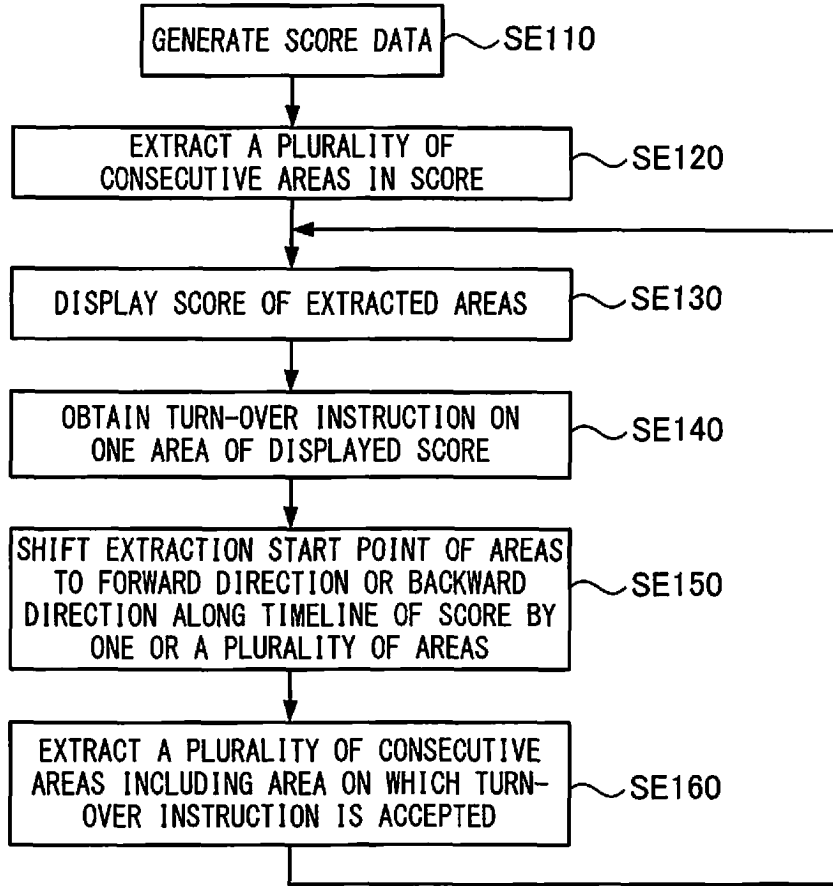 GENERATE SCORE DATA
SE110
EXTRACT A PLURALITY OF
CONSECUTIVE AREAS IN SCORE
SE120
DISPLAY SCORE OF EXTRACTED AREAS
SE130
OBTAIN TURN-OVER INSTRUCTION ON
ONE AREA OF DISPLAYED SCORE
SE140
SHIFT EXTRACTION START POINT OF AREAS
TO FORWARD DIRECTION OR BACKWARD
DIRECTION ALONG TIMELINE OF SCORE BY
ONE OR A PLURALITY OF AREAS
SE150
EXTRACT A PLURALITY OF CONSECUTIVE
AREAS INCLUDING AREA ON WHICH TURN-
OVER INSTRUCTION IS ACCEPTED
SE160